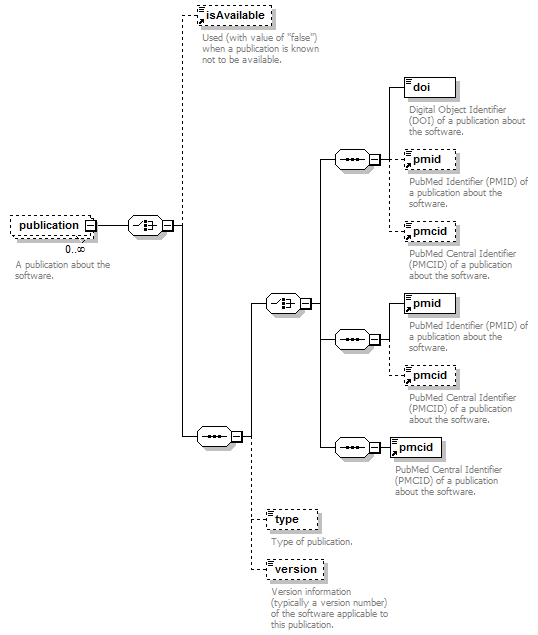 isAvailable
Used (with value of "false")
when a publication is known
not to be available.
doi
Digital Object Identifier
(DOI) of a publication about
the software.
pmid
PubMed Identifier (PMID) of
a publication about the
software.
publication
0..∞
A publication about the
software.
pmcid
PubMed Central Identifier
(PMCID) of a publication
about the software.
pmid
PubMed Identifier (PMID) of
a publication about the
software.
pmcid
PubMed Central Identifier
(PMCID) of a publication
about the software.
pmcid
PubMed Central Identifier
(PMCID) of a publication
about the software.
type
Type of publication.
version
Version information
(typically a version number)
of the software applicable to
this publication.